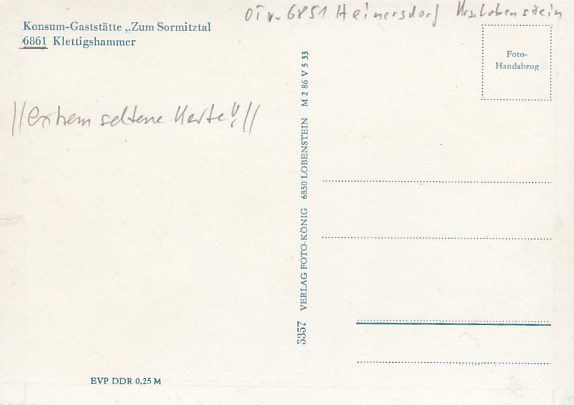 OT v. 6851 Heinersdorf Krs. Lobenstein
Konsum-Gaststätte „Zum Sormitztal
6861 Klettigshammer
Foto-
Handabzug
//extrem seltene Karte!!//
5357 VERLAG FOTO-KÖNIG 6850 LOBENSTEIN M 2 86 V 5 33
EVP DDR 0,25 M